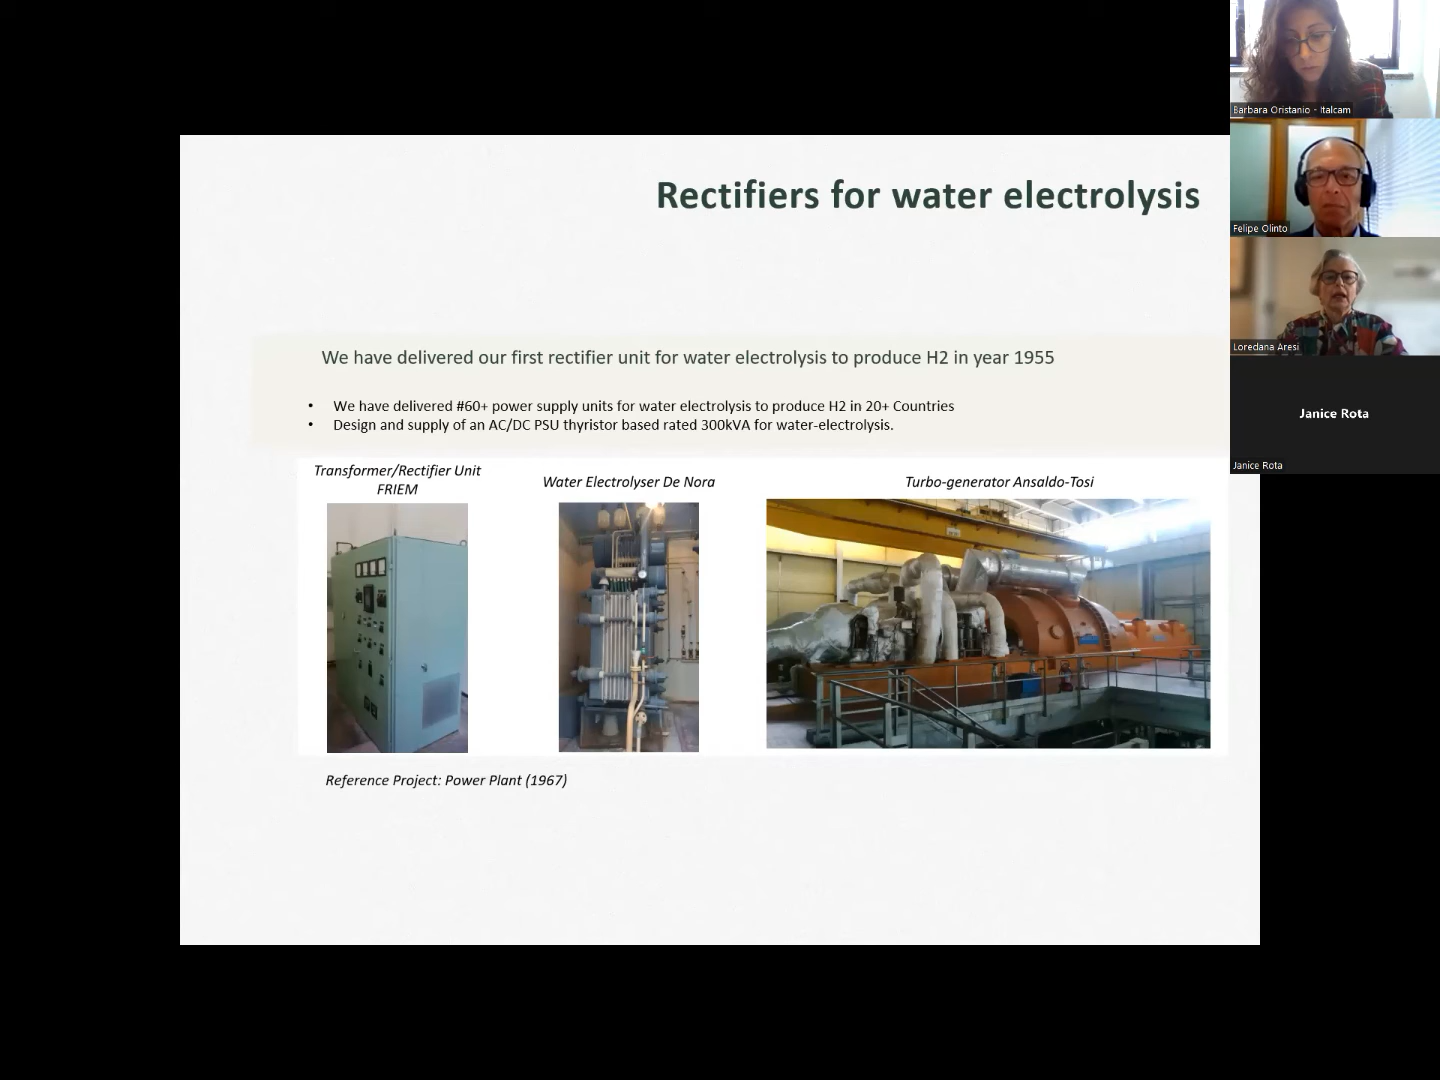 Barbara Oristanio - Italcam
Rectifiers for water electrolysis
Felipe Olinto
Loredana Aresi
We have delivered our first rectifier unit for water electrolysis to produce H2 in year 1955
• We have delivered #60+ power supply units for water electrolysis to produce H2 in 20+ Countries
• Design and supply of an AC/DC PSU thyristor based rated 300kVA for water-electrolysis.
Janice Rota
Janice Rota
Transformer/Rectifier Unit
FRIEM
Water Electrolyser De Nora
Turbo-generator Ansaldo-Tosi
Reference Project: Power Plant (1967)